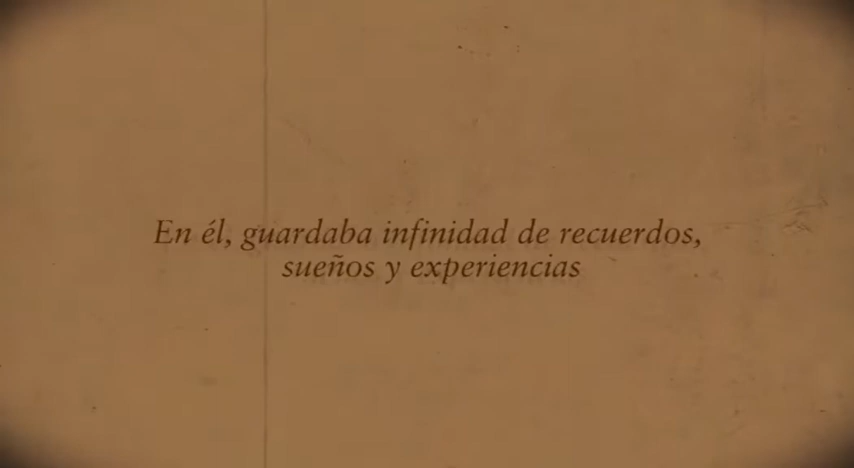 En él, guardaba infinidad de recuerdos,
sueños y experiencias